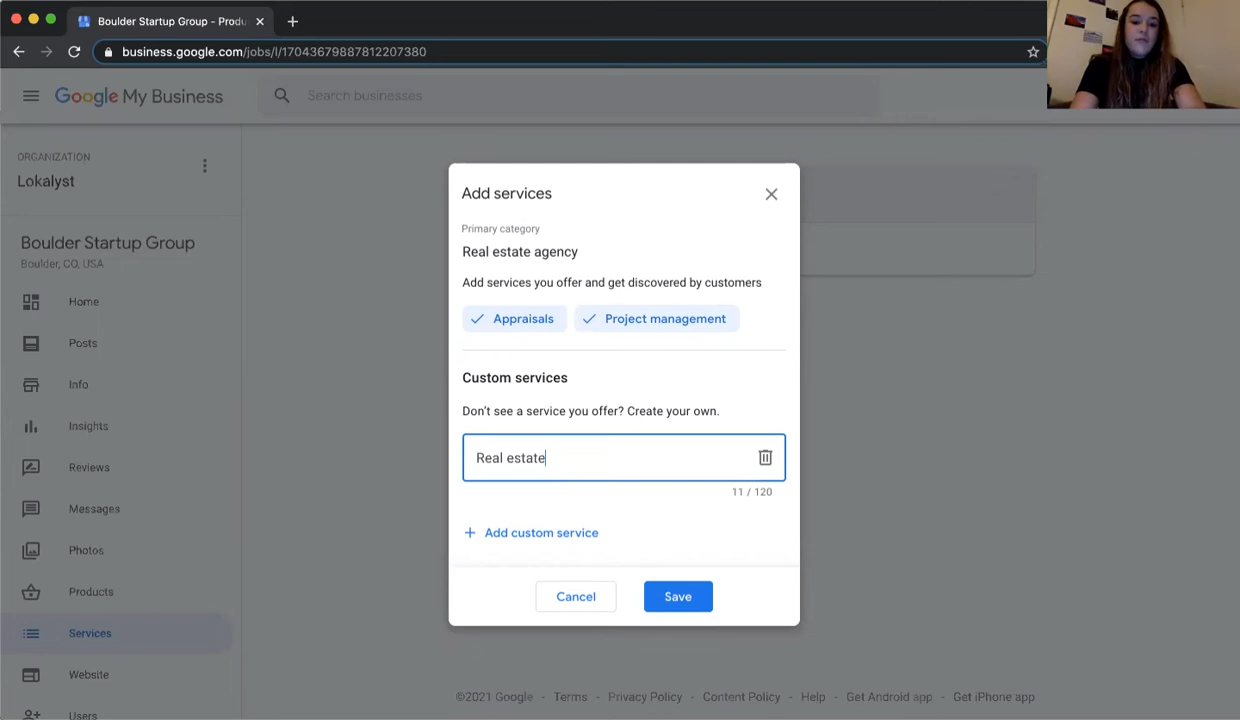 Boulder Startup Group - Produ
business.google.com/jobs/l/17043679887812207380
Google My Business
Search businesses
ORGANIZATION
Lokalyst
Boulder Startup Group
Boulder, CO, USA
Home
Posts
Info
Insights
Reviews
Messages
Photos
Products
Services
Website
Users
Add services
Primary category
Real estate agency
Add services you offer and get discovered by customers
Appraisals
Project management
Custom services
Don't see a service you offer? Create your own.
Real estate
11 / 120
+ Add custom service
Cancel
Save
©2021 Google - Terms - Privacy Policy - Content Policy - Help - Get Android app - Get iPhone app